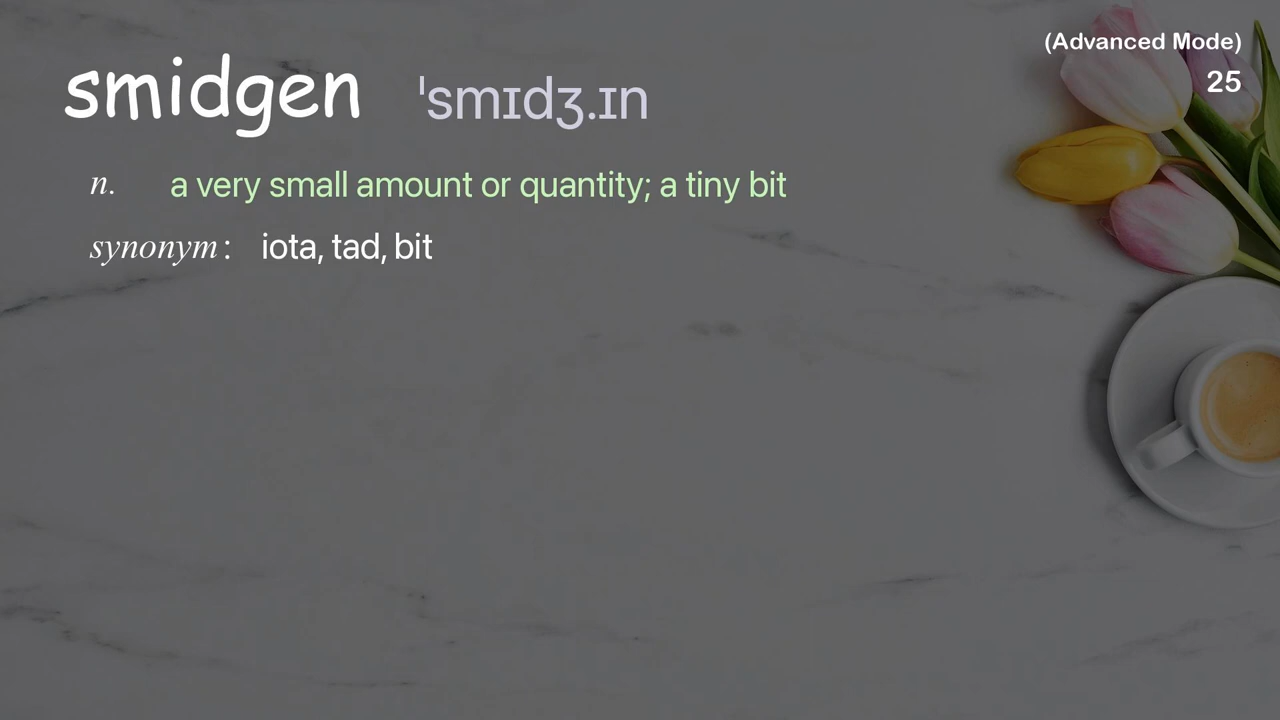 (Advanced Mode)
25
smidgen ˈsmɪdʒ.ɪn
n. a very small amount or quantity; a tiny bit
synonym: iota, tad, bit